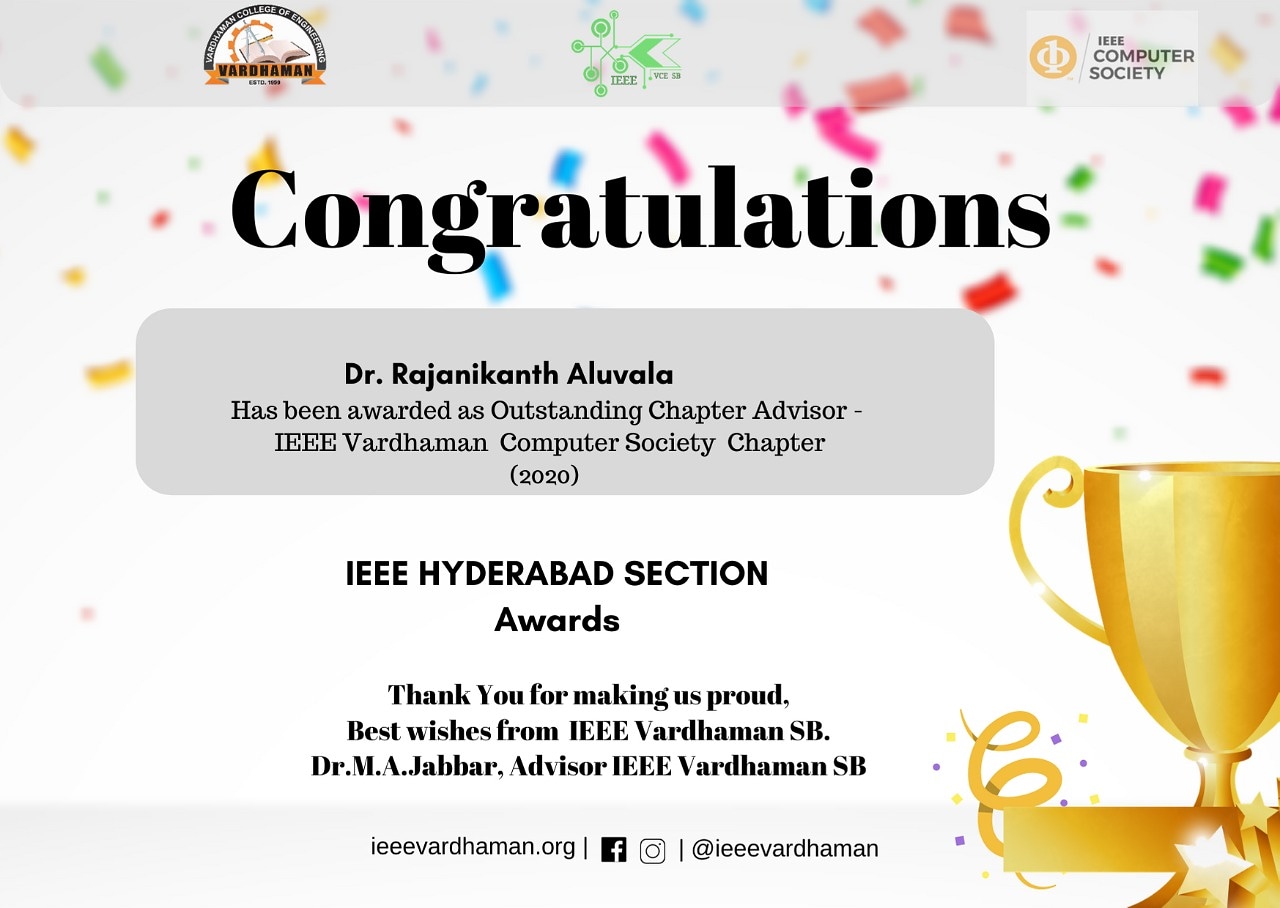 VARDHAMAN COLLEGE OF ENGINEERING
VARDHAMAN
ESTD. 1999
IEEE
VCE SB
IEEE
COMPUTER
SOCIETY
Congratulations
Dr. Rajanikanth Aluvala
Has been awarded as Outstanding Chapter Advisor -
IEEE Vardhaman Computer Society Chapter
(2020)
IEEE HYDERABAD SECTION
Awards
Thank You for making us proud,
Best wishes from IEEE Vardhaman SB.
Dr.M.A.Jabbar, Advisor IEEE Vardhaman SB
ieeevardhaman.org | | @ieeevardhaman